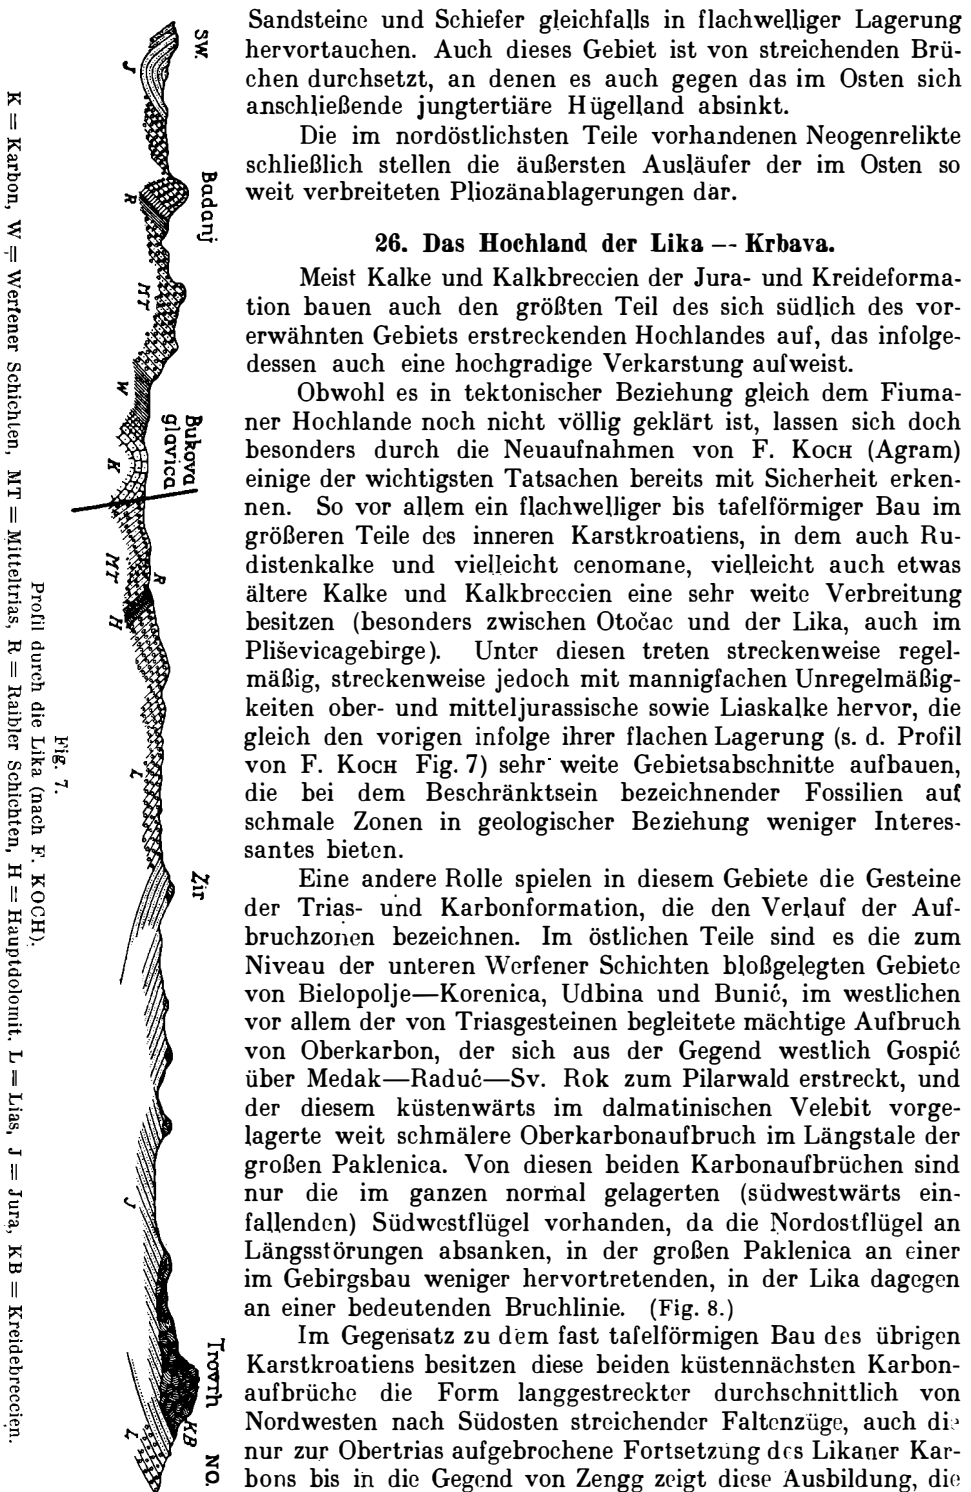 Sandsteine und Schiefer gleichfalls in flachwelliger Lagerung
hervortauchen. Auch dieses Gebiet ist von streichenden Brü-
chen durchsetzt, an denen es auch gegen das im Osten sich
anschließende jungtertiäre Hügelland absinkt.
Die im nordöstlichsten Teile vorhandenen Neogenrelikte
schließlich stellen die äußersten Ausläufer der im Osten so
weit verbreiteten Pliozänablagerungen dar.
26. Das Hochland der Lika — Krbava.
Meist Kalke und Kalkbreccien der Jura- und Kreideforma-
tion bauen auch den größten Teil des sich südlich des vor-
erwähnten Gebiets erstreckenden Hochlandes auf, das infolge-
dessen auch eine hochgradige Verkarstung aufweist.
Obwohl es in tektonischer Beziehung gleich dem Fiuma-
ner Hochlande noch nicht völlig geklärt ist, lassen sich doch
besonders durch die Neuaufnahmen von F. KOCH (Agram)
einige der wichtigsten Tatsachen bereits mit Sicherheit erken-
nen. So vor allem ein flachwelliger bis tafelförmiger Bau im
größeren Teile des inneren Karstkroatiens, in dem auch Ru-
distenkalke und vielleicht cenomane, vielleicht auch etwas
ältere Kalke und Kalkbreccien eine sehr weite Verbreitung
besitzen (besonders zwischen Otočac und der Lika, auch im
Pliševicagebirge). Unter diesen treten streckenweise regel-
mäßig, streckenweise jedoch mit mannigfachen Unregelmäßig-
keiten ober- und mitteljurassische sowie Liaskalke hervor, die
gleich den vorigen infolge ihrer flachen Lagerung (s. d. Profil
von F. KOCH Fig. 7) sehr weite Gebietsabschnitte aufbauen,
die bei dem Beschränktsein bezeichnender Fossilien auf
schmale Zonen in geologischer Beziehung weniger Interes-
santes bieten.
Eine andere Rolle spielen in diesem Gebiete die Gesteine
der Trias- und Karbonformation, die den Verlauf der Auf-
bruchzonen bezeichnen. Im östlichen Teile sind es die zum
Niveau der unteren Werfener Schichten bloßgelegten Gebiete
von Bielopolje—Korenica, Udbina und Bunić, im westlichen
vor allem der von Triasgesteinen begleitete mächtige Aufbruch
von Oberkarbon, der sich aus der Gegend westlich Gospić
über Medak—Raduć—Sv. Rok zum Pilarwald erstreckt, und
der diesem küstenwärts im dalmatinischen Velebit vorge-
lagerte weit schmälere Oberkarbonaufbruch im Längstale der
großen Paklenica. Von diesen beiden Karbonaufbrüchen sind
nur die im ganzen normal gelagerten (südwestwärts ein-
fallenden) Südwestflügel vorhanden, da die Nordostflügel an
Längsstörungen absanken, in der großen Paklenica an einer
im Gebirgsbau weniger hervortretenden, in der Lika dagegen
an einer bedeutenden Bruchlinie. (Fig. 8.)
Im Gegensatz zu dem fast tafelförmigen Bau des übrigen
Karstkroatiens besitzen diese beiden küstennächsten Karbon-
aufbrüche die Form langgestreckter durchschnittlich von
Nordwesten nach Südosten streichender Faltenzüge, auch die
nur zur Obertrias aufgebrochene Fortsetzung des Likaner Kar-
bons bis in die Gegend von Zengg zeigt diese Ausbildung, die
SW.
J
Badanj
R
MT
W
Bukova
glavica
K
MT
R
H
L
Zir
J
Trovrh
KB
L
NO.
Fig. 7.
Profil durch die Lika (nach F. KOCH).
K = Karbon, W = Werfener Schichten, MT = Mitteltrias, R = Raibler Schichten, H = Hauptdolomit. L = Lias, J = Jura, KB = Kreidebreccien.